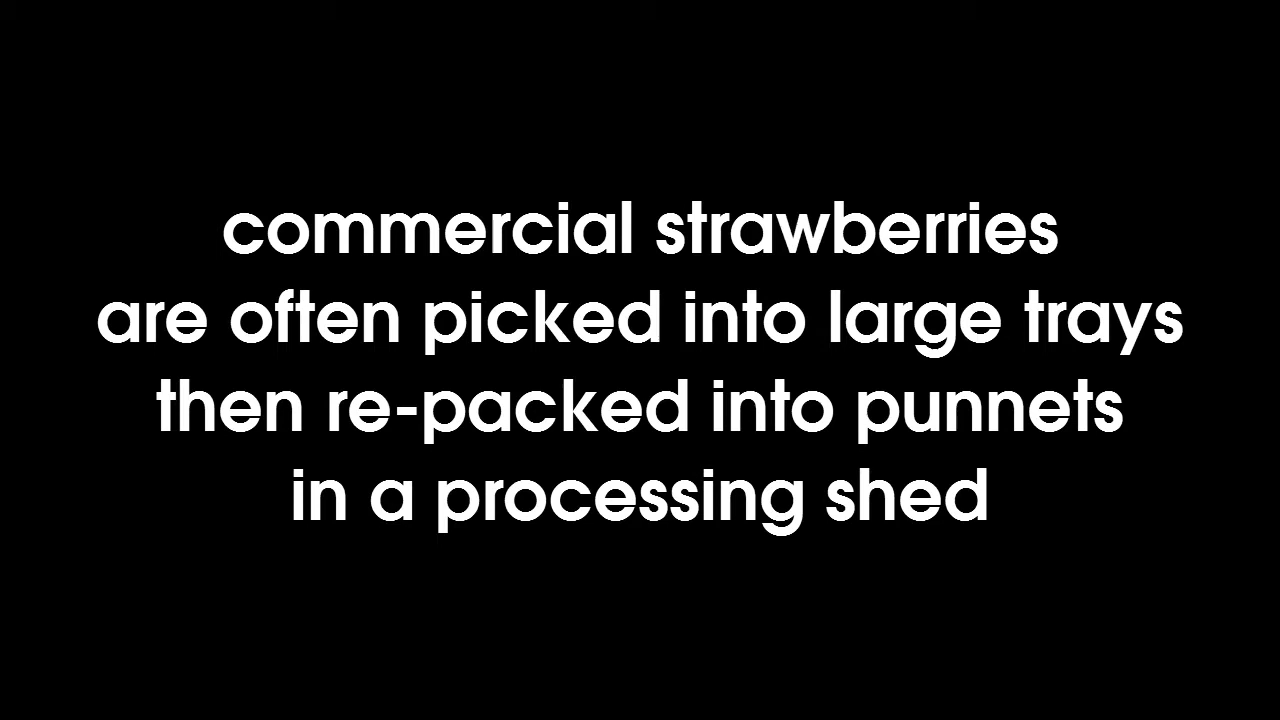 commercial strawberries
are often picked into large trays
then re-packed into punnets
in a processing shed